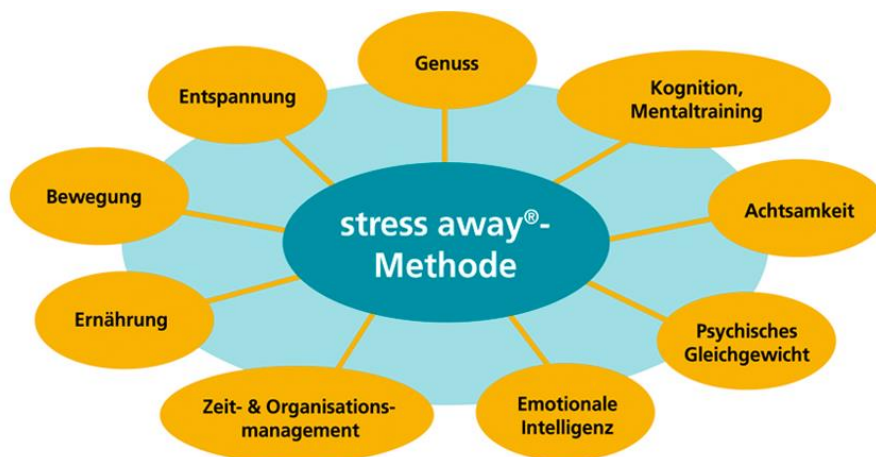 Genuss
Kognition,
Mentaltraining
Entspannung
Bewegung
Achtsamkeit
stress away®-
Methode
Ernährung
Psychisches
Gleichgewicht
Zeit- & Organisations-
management
Emotionale
Intelligenz